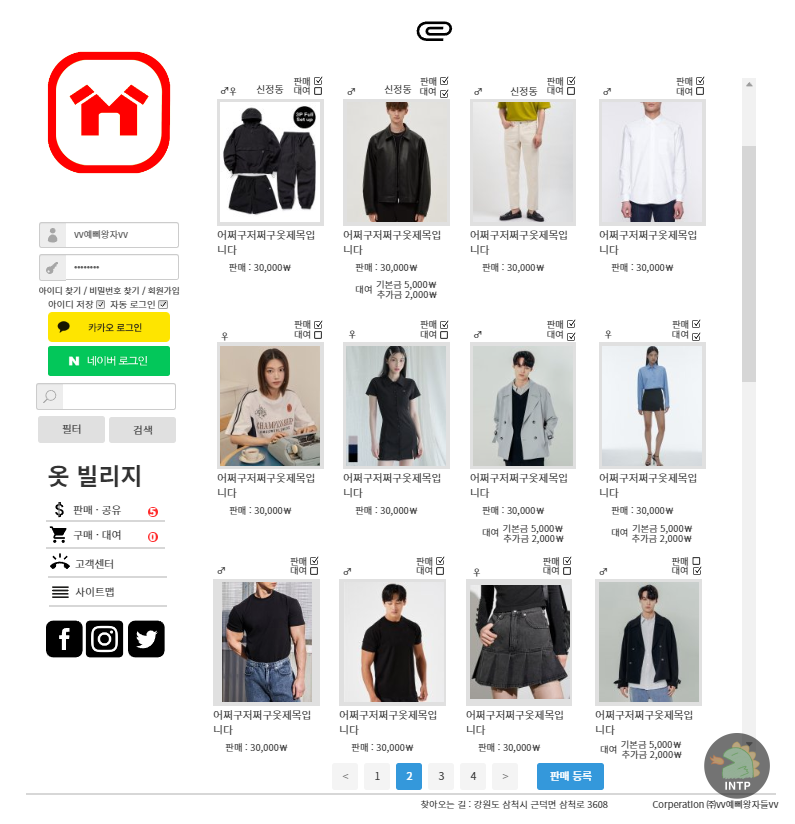 vv예삐왕자vv
••••••••
아이디 찾기 / 비밀번호 찾기 / 회원가입
아이디 저장 자동 로그인
카카오 로그인
N 네이버 로그인
필터 검색
옷 빌리지
판매 · 공유 5
구매 · 대여 0
고객센터
사이트맵
신정동 판매 대여
신정동 판매 대여
신정동 판매 대여
판매 대여
3P Full
Set up
어쩌구저쩌구옷제목입
니다
판매 : 30,000₩
어쩌구저쩌구옷제목입
니다
판매 : 30,000₩
대여 기본금 5,000₩
추가금 2,000₩
어쩌구저쩌구옷제목입
니다
판매 : 30,000₩
어쩌구저쩌구옷제목입
니다
판매 : 30,000₩
판매
대여
판매
대여
판매
대여
판매
대여
어쩌구저쩌구옷제목입
니다
판매 : 30,000₩
어쩌구저쩌구옷제목입
니다
판매 : 30,000₩
어쩌구저쩌구옷제목입
니다
판매 : 30,000₩
대여 기본금 5,000₩
추가금 2,000₩
어쩌구저쩌구옷제목입
니다
판매 : 30,000₩
대여 기본금 5,000₩
추가금 2,000₩
판매
대여
판매
대여
판매
대여
판매
대여
어쩌구저쩌구옷제목입
니다
판매 : 30,000₩
어쩌구저쩌구옷제목입
니다
판매 : 30,000₩
어쩌구저쩌구옷제목입
니다
판매 : 30,000₩
어쩌구저쩌구옷제목입
니다
대여 기본금 5,000₩
추가금 2,000₩
< 1 2 3 4 > 판매 등록
INTP
찾아오는 길 : 강원도 삼척시 근덕면 삼척로 3608 Corperation ㈜vv예삐왕자들vv